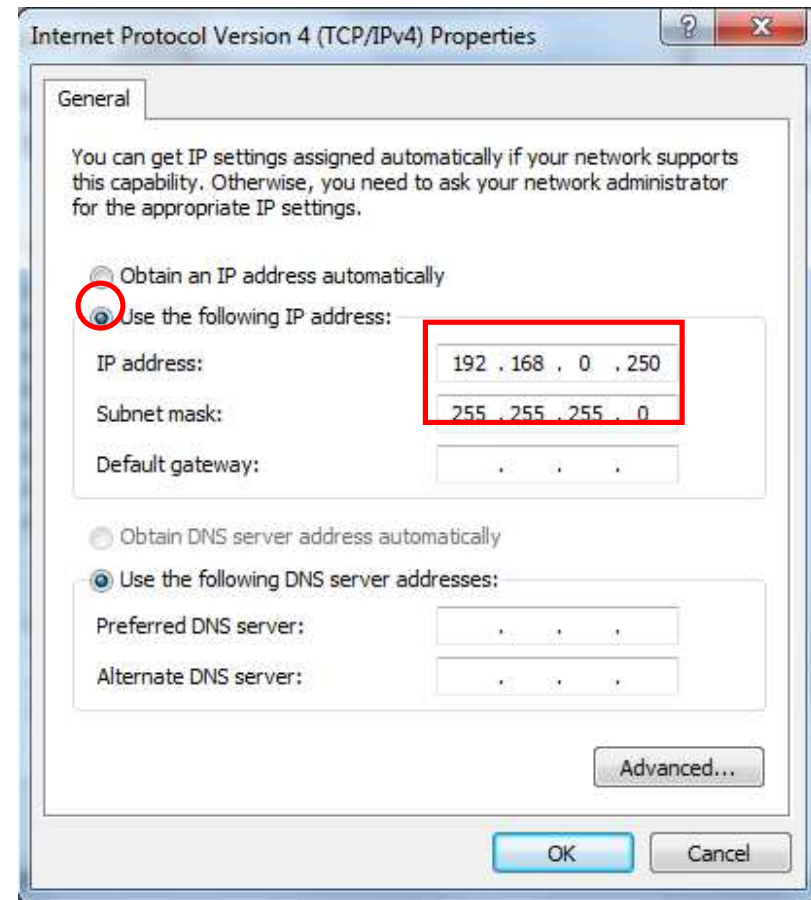 Internet Protocol Version 4 (TCP/IPv4) Properties
General
You can get IP settings assigned automatically if your network supports
this capability. Otherwise, you need to ask your network administrator
for the appropriate IP settings.
Obtain an IP address automatically
Use the following IP address:
IP address: 192 . 168 . 0 . 250
Subnet mask: 255 . 255 . 255 . 0
Default gateway: . . .
Obtain DNS server address automatically
Use the following DNS server addresses:
Preferred DNS server: . . .
Alternate DNS server: . . .
Advanced...
OK Cancel